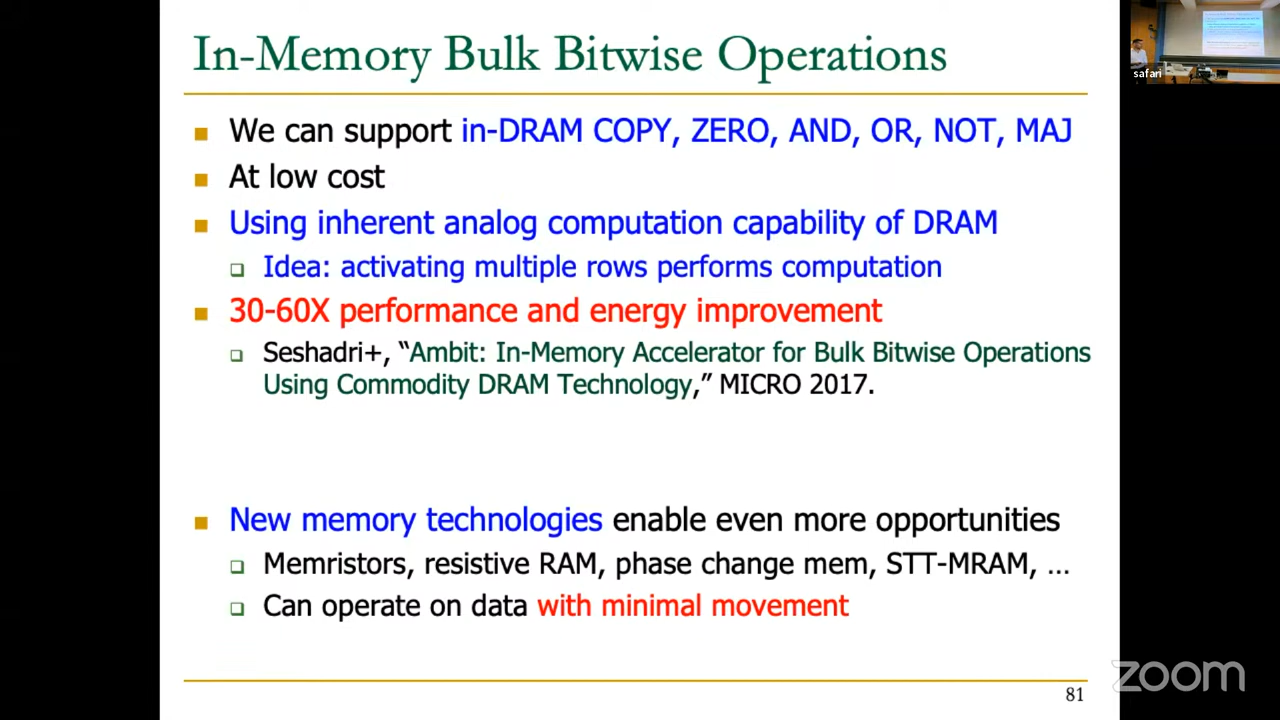 In-Memory Bulk Bitwise Operations
We can support in-DRAM COPY, ZERO, AND, OR, NOT, MAJ
At low cost
Using inherent analog computation capability of DRAM
Idea: activating multiple rows performs computation
30-60X performance and energy improvement
Seshadri+, “Ambit: In-Memory Accelerator for Bulk Bitwise Operations
Using Commodity DRAM Technology,” MICRO 2017.
New memory technologies enable even more opportunities
Memristors, resistive RAM, phase change mem, STT-MRAM, …
Can operate on data with minimal movement
81
safari
zoom